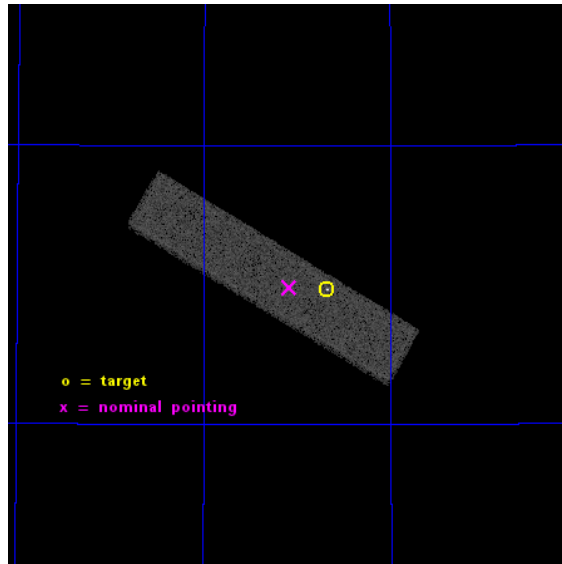 o = target
x = nominal pointing